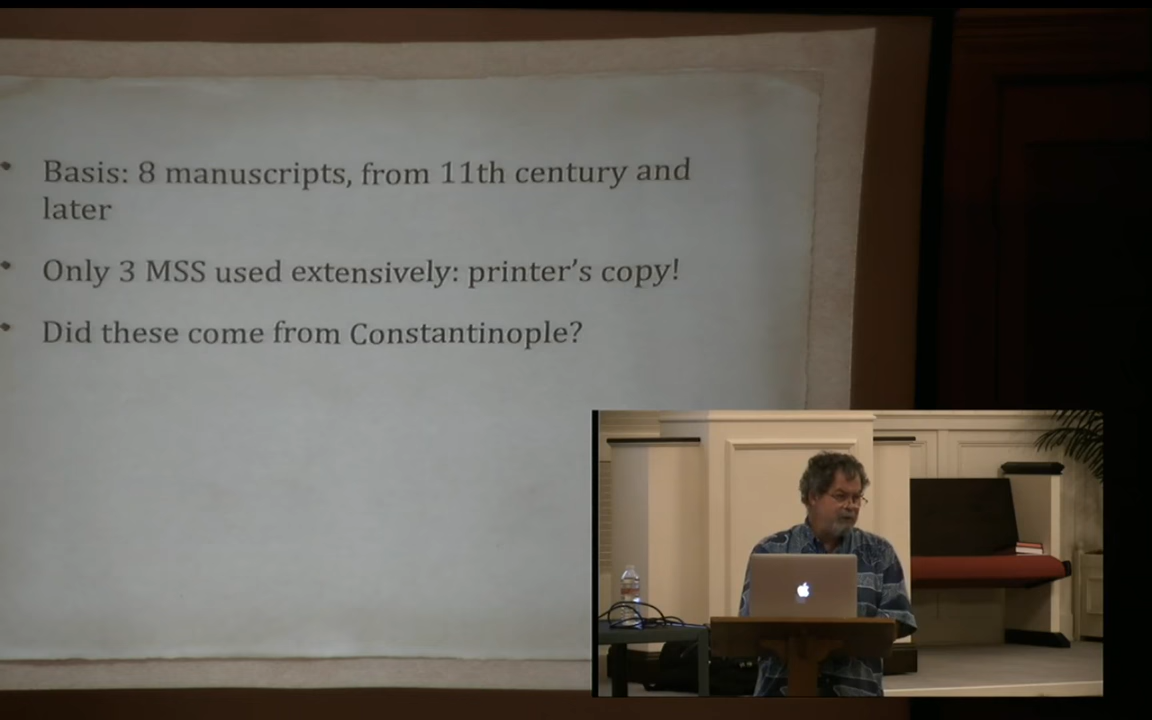 • Basis: 8 manuscripts, from 11th century and
later
• Only 3 MSS used extensively: printer’s copy!
• Did these come from Constantinople?